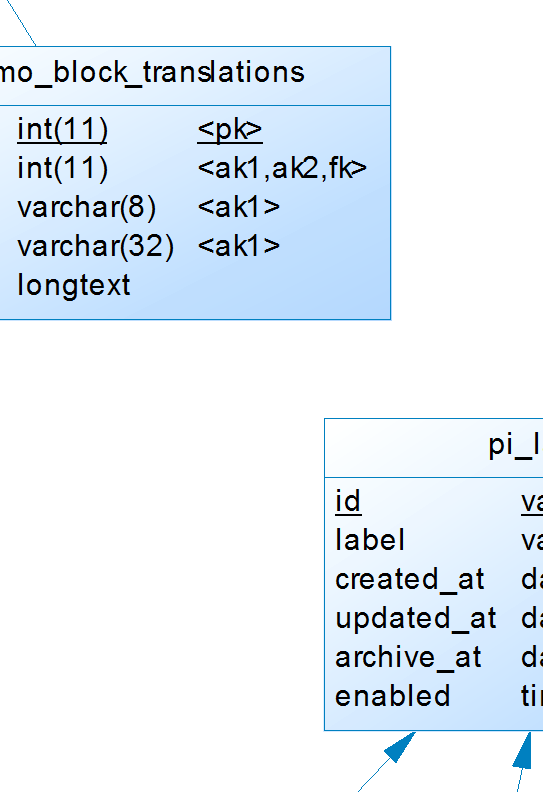 mo_block_translations
int(11) <pk>
int(11) <ak1,ak2,fk>
varchar(8) <ak1>
varchar(32) <ak1>
longtext
pi_l
id va
label va
created_at da
updated_at da
archive_at da
enabled tin